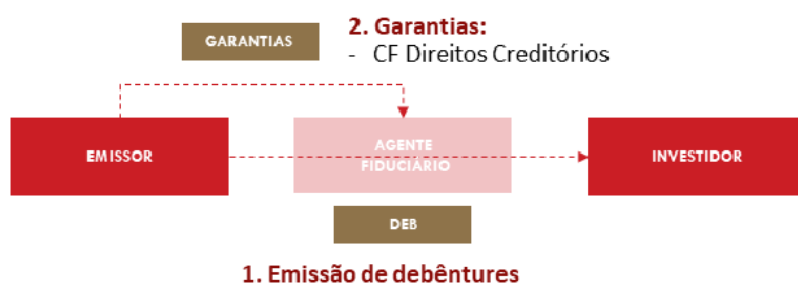 2. Garantias:
GARANTIAS
- CF Direitos Creditórios
EMISSOR
AGENTE
FIDUCIÁRIO
INVESTIDOR
DEB
1. Emissão de debêntures